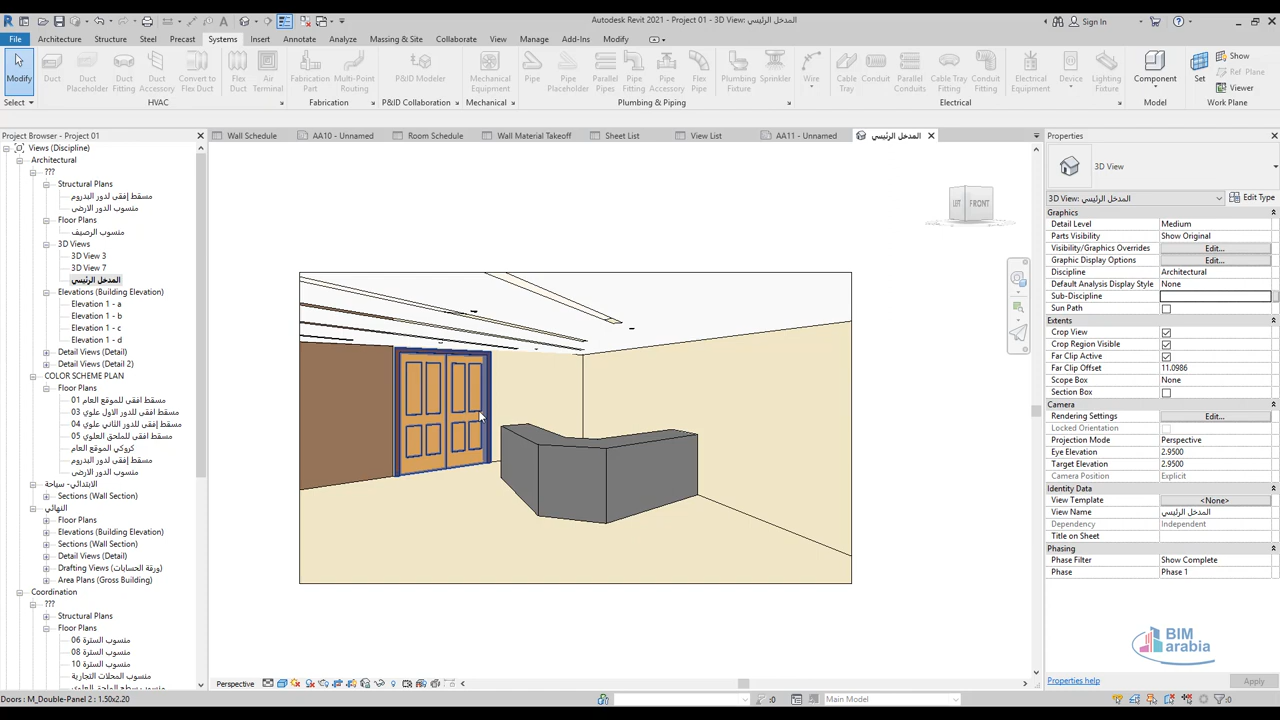 Autodesk Revit 2021 - Project 01 - 3D View: المدخل الرئيسي
Sign In
File
Architecture
Structure
Steel
Precast
Systems
Insert
Annotate
Analyze
Massing & Site
Collaborate
View
Manage
Add-Ins
Modify
Modify
Duct
Duct Placeholder
Duct Fitting
Duct Accessory
Convert to Flex Duct
Flex Duct
Air Terminal
Fabrication Part
Multi-Point Routing
P&ID Modeler
Mechanical Equipment
Pipe
Pipe Placeholder
Parallel Pipes
Pipe Fitting
Pipe Accessory
Flex Pipe
Plumbing Fixture
Sprinkler
Wire
Cable Tray
Conduit
Parallel Conduits
Cable Tray Fitting
Conduit Fitting
Electrical Equipment
Device
Lighting Fixture
Component
Set
Show
Ref Plane
Viewer
Select
HVAC
Fabrication
P&ID Collaboration
Mechanical
Plumbing & Piping
Electrical
Model
Work Plane
Project Browser - Project 01
Wall Schedule
AA10 - Unnamed
Room Schedule
Wall Material Takeoff
Sheet List
View List
AA11 - Unnamed
المدخل الرئيسي
Views (Discipline)
Architectural
???
Structural Plans
مسقط إفقى لدور البدروم
منسوب الدور الارضى
Floor Plans
منسوب الرصيف
3D Views
3D View 3
3D View 7
المدخل الرئيسي
Elevations (Building Elevation)
Elevation 1 - a
Elevation 1 - b
Elevation 1 - c
Elevation 1 - d
Detail Views (Detail)
Detail Views (Detail 2)
COLOR SCHEME PLAN
Floor Plans
01 مسقط افقى للموقع العام
03 مسقط افقى للدور الاول علوي
04 مسقط افقى للدور الثاني علوي
05 مسقط افقى للملحق العلوي
كروكي الموقع العام
مسقط إفقى لدور البدروم
منسوب الدور الارضى
الابتدائي- سياحة
Sections (Wall Section)
النهائي
Floor Plans
Elevations (Building Elevation)
Sections (Wall Section)
Detail Views (Detail)
Drafting Views (ورقة الحسابات)
Area Plans (Gross Building)
Coordination
???
Structural Plans
Floor Plans
منسوب السترة 06
منسوب السترة 08
منسوب السترة 10
منسوب المحلات التجارية
منسوب سطح الملحق العلوي
LEFT
FRONT
Perspective
Properties
3D View
3D View: المدخل الرئيسي
Edit Type
Graphics
Detail Level Medium
Parts Visibility Show Original
Visibility/Graphics Overrides Edit...
Graphic Display Options Edit...
Discipline Architectural
Default Analysis Display Style None
Sub-Discipline
Sun Path
Extents
Crop View
Crop Region Visible
Far Clip Active
Far Clip Offset 11.0986
Scope Box None
Section Box
Camera
Rendering Settings Edit...
Locked Orientation
Projection Mode Perspective
Eye Elevation 2.9500
Target Elevation 2.9500
Camera Position Explicit
Identity Data
View Template <None>
View Name المدخل الرئيسي
Dependency Independent
Title on Sheet
Phasing
Phase Filter Show Complete
Phase Phase 1
BIM
arabia
Properties help
Apply
Doors : M_Double-Panel 2 : 1.50x2.20
:0
Main Model
:0